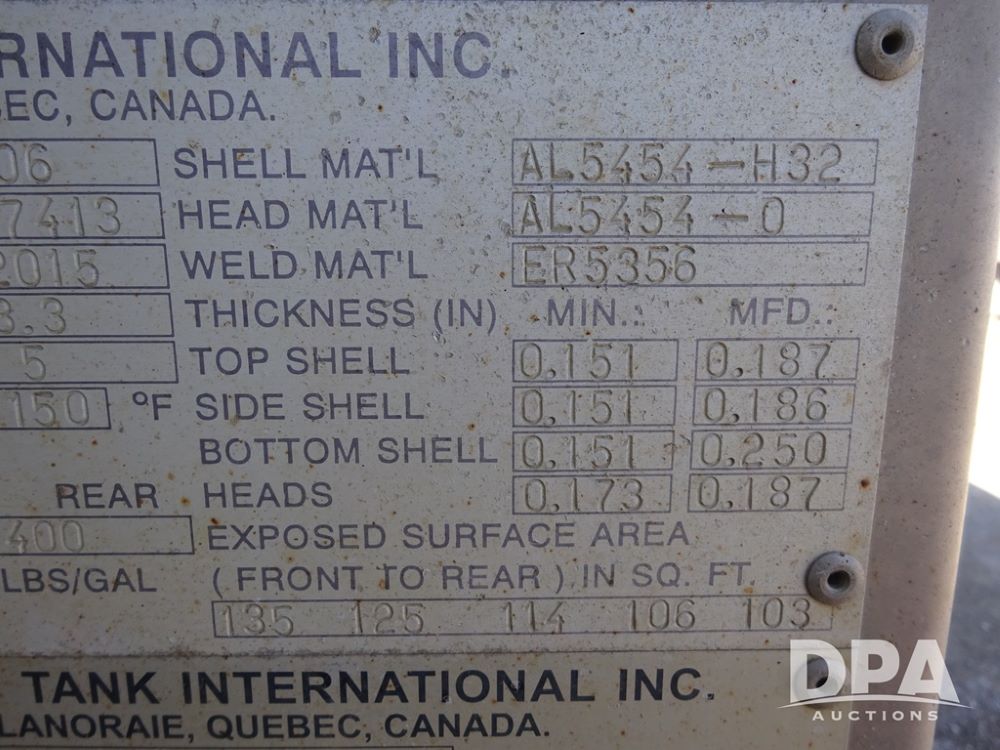 RNATIONAL INC.
BEC, CANADA.
06 SHELL MAT'L AL5454-H32
7413 HEAD MAT'L AL5454-0
2015 WELD MAT'L ER5356
3.3 THICKNESS (IN) MIN.: MFD.:
5 TOP SHELL 0.151 0.187
150 °F SIDE SHELL 0.151 0.186
BOTTOM SHELL 0.151 0.250
REAR HEADS 0.173 0.187
400 EXPOSED SURFACE AREA
LBS/GAL (FRONT TO REAR) IN SQ. FT.
135 125 114 106 103
TANK INTERNATIONAL INC.
LANORAIE, QUEBEC, CANADA.
DPA
AUCTIONS